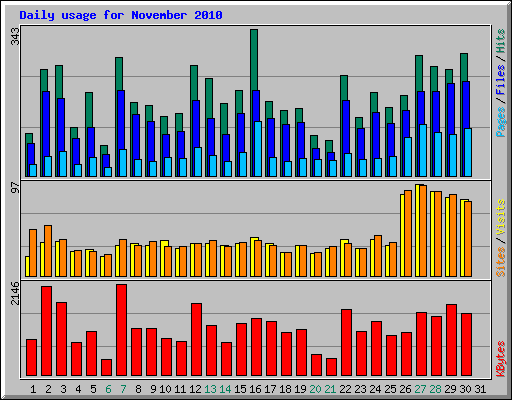 Daily usage for November 2010
343
Pages / Files / Hits
97
Sites / Visits
2146
KBytes
1 2 3 4 5 6 7 8 9 10 11 12 13 14 15 16 17 18 19 20 21 22 23 24 25 26 27 28 29 30 31